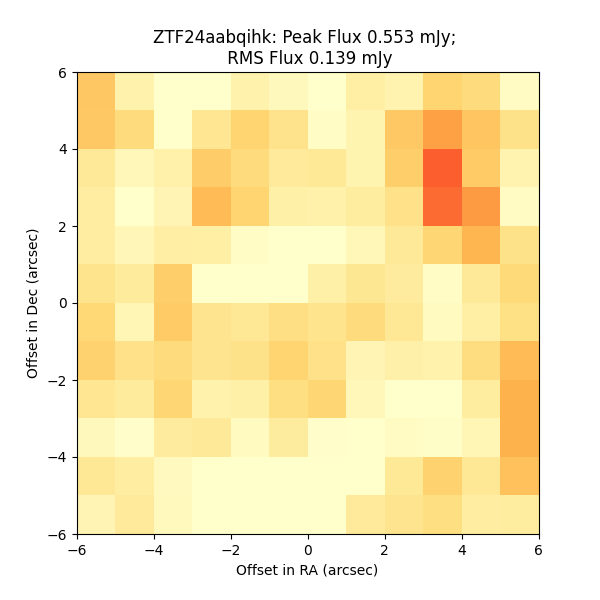 ZTF24aabqihk: Peak Flux 0.553 mJy;
RMS Flux 0.139 mJy
6
4
2
0
−2
−4
−6
Offset in Dec (arcsec)
−6 −4 −2 0 2 4 6
Offset in RA (arcsec)